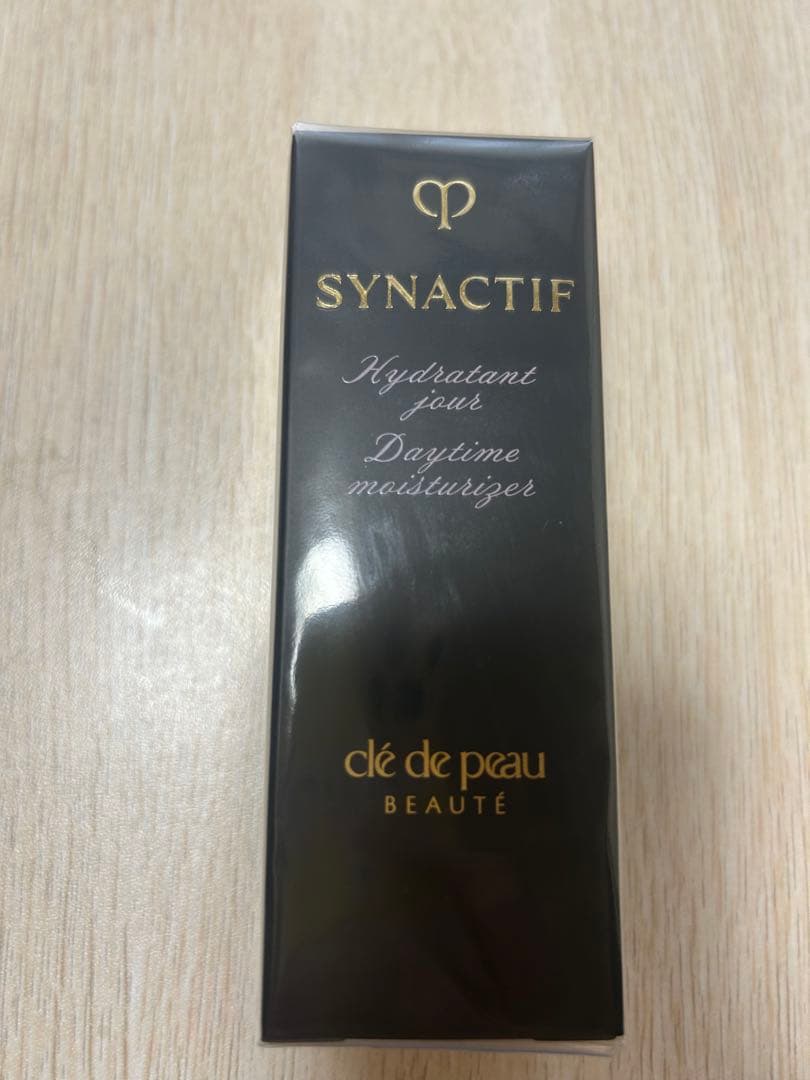 SYNACTIF
Hydratant
jour
Daytime
moisturizer
clé de peau
BEAUTÉ